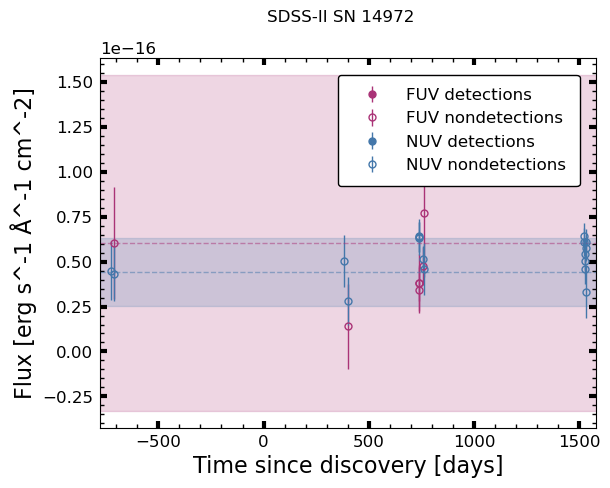 SDSS-II SN 14972
1e−16
FUV detections
FUV nondetections
NUV detections
NUV nondetections
1.50
1.25
1.00
0.75
0.50
0.25
0.00
−0.25
Flux [erg s^-1 Å^-1 cm^-2]
−500
0
500
1000
1500
Time since discovery [days]